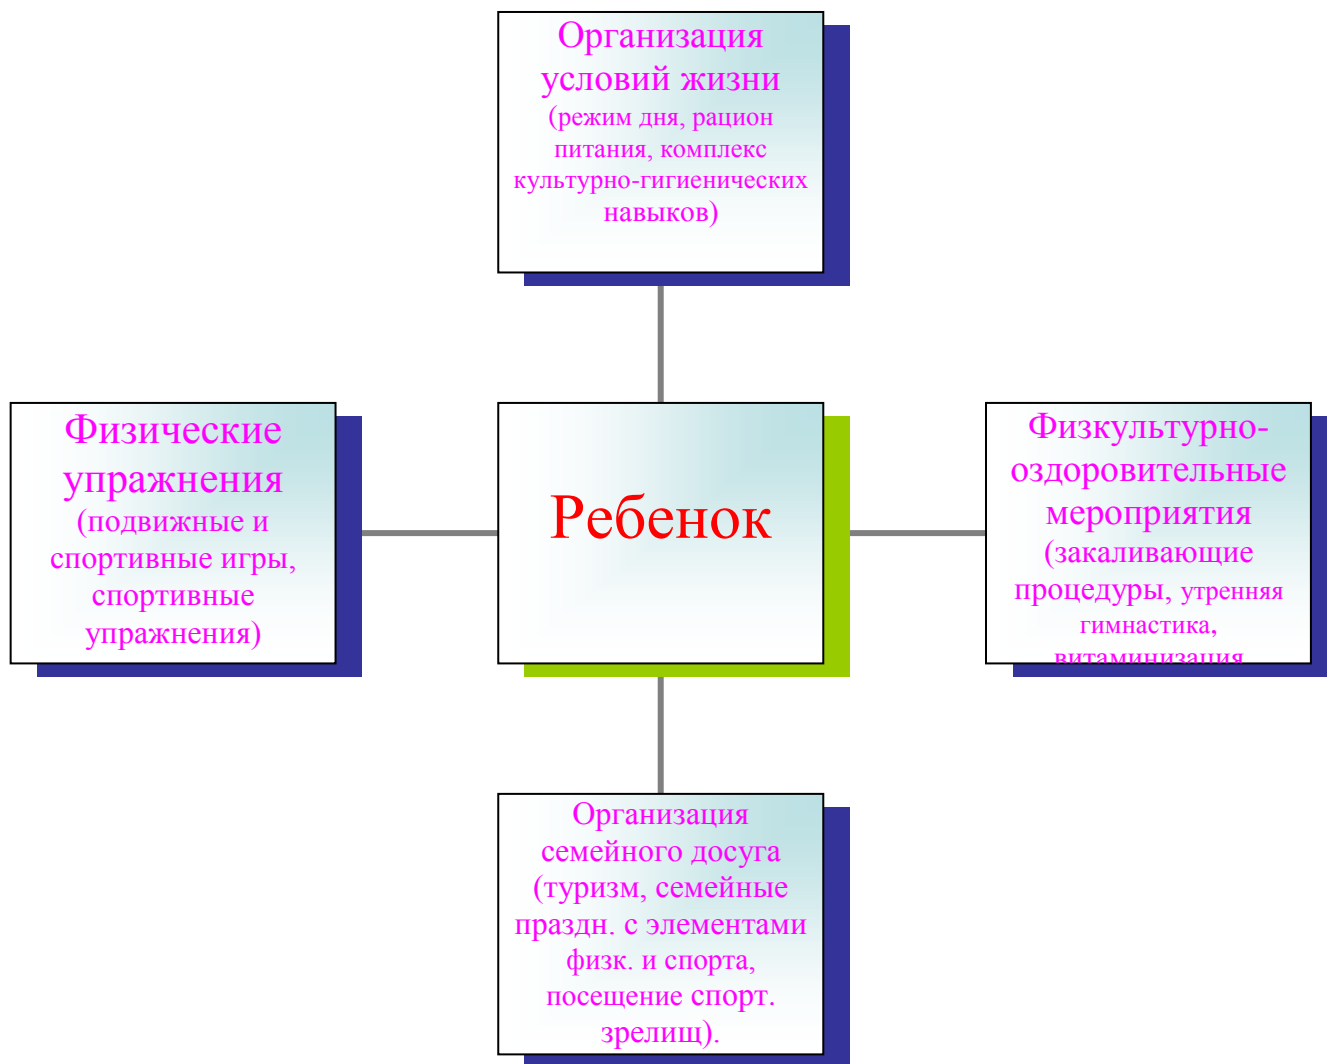 Организация
условий жизни
(режим дня, рацион
питания, комплекс
культурно-гигиенических
навыков)
Физические
упражнения
(подвижные и
спортивные игры,
спортивные
упражнения)
Ребенок
Физкультурно-
оздоровительные
мероприятия
(закаливающие
процедуры, утренняя
гимнастика,
витаминизация
Организация
семейного досуга
(туризм, семейные
праздн. с элементами
физк. и спорта,
посещение спорт.
зрелищ).